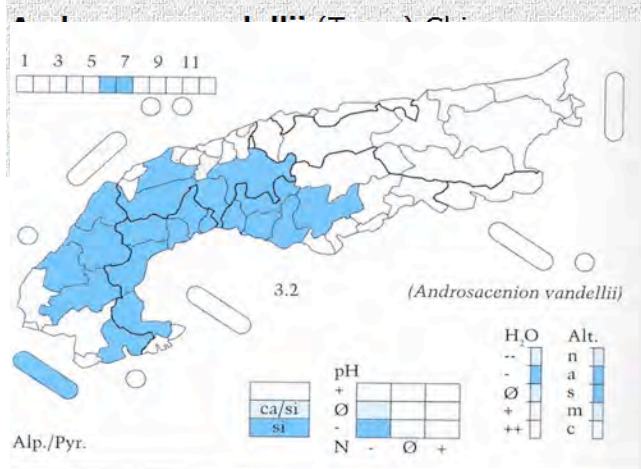 1 3 5 7 9 11
3.2
(Androsacenion vandellii)
H₂O Alt.
-- n
- a
Ø s
+ m
++ c
pH
+
ca/si Ø
si -
N - Ø +
Alp./Pyr.